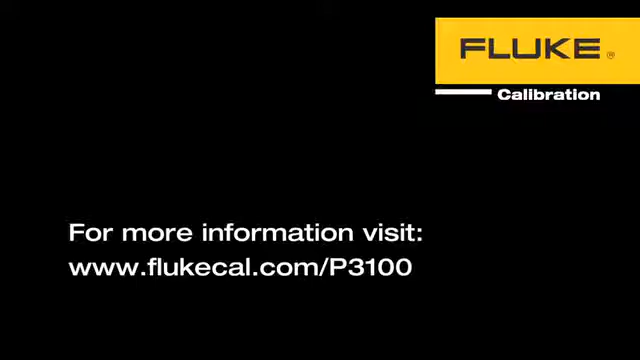 FLUKE®
Calibration
For more information visit:
www.flukecal.com/P3100